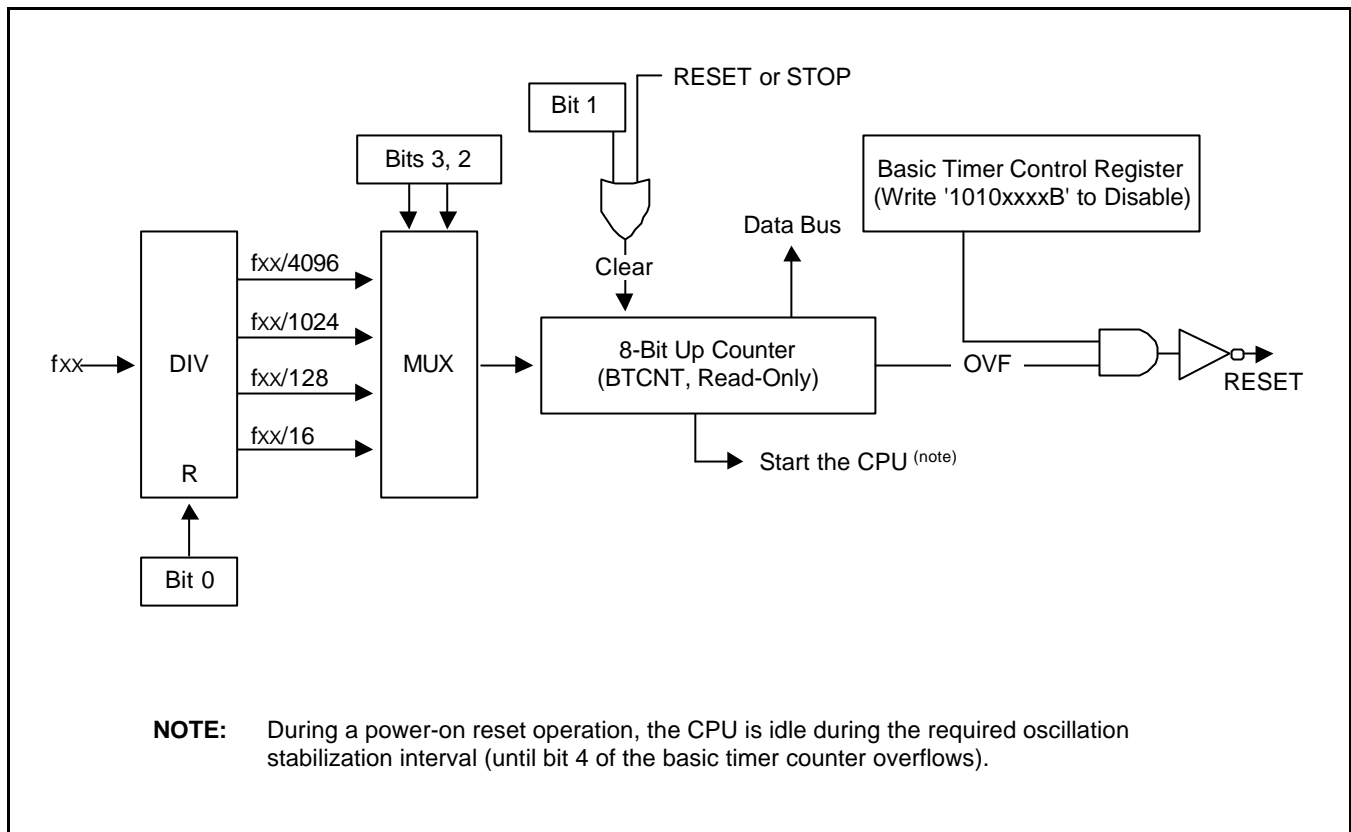 RESET or STOP
Bit 1
Bits 3, 2
Basic Timer Control Register
(Write '1010xxxxB' to Disable)
Data Bus
Clear
fxx/4096
fxx/1024
fxx/128
fxx/16
fxx
DIV
R
MUX
8-Bit Up Counter
(BTCNT, Read-Only)
OVF
RESET
Start the CPU (note)
Bit 0
NOTE: During a power-on reset operation, the CPU is idle during the required oscillation
stabilization interval (until bit 4 of the basic timer counter overflows).